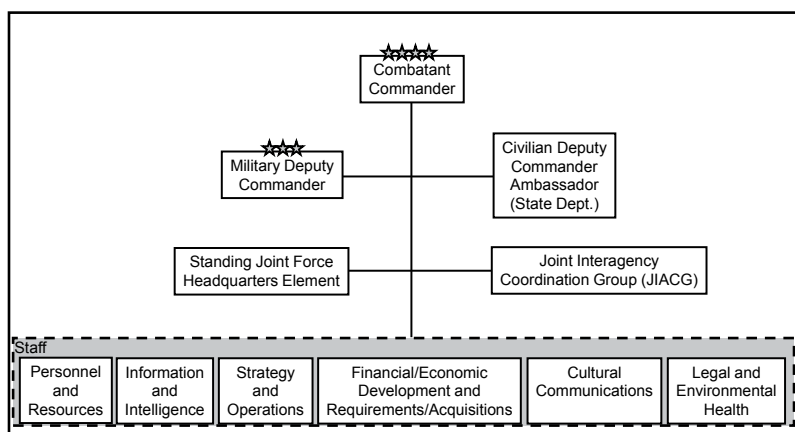 Combatant
Commander
Military Deputy
Commander
Civilian Deputy
Commander
Ambassador
(State Dept.)
Standing Joint Force
Headquarters Element
Joint Interagency
Coordination Group (JIACG)
Staff
Personnel
and
Resources
Information
and
Intelligence
Strategy
and
Operations
Financial/Economic
Development and
Requirements/Acquisitions
Cultural
Communications
Legal and
Environmental
Health